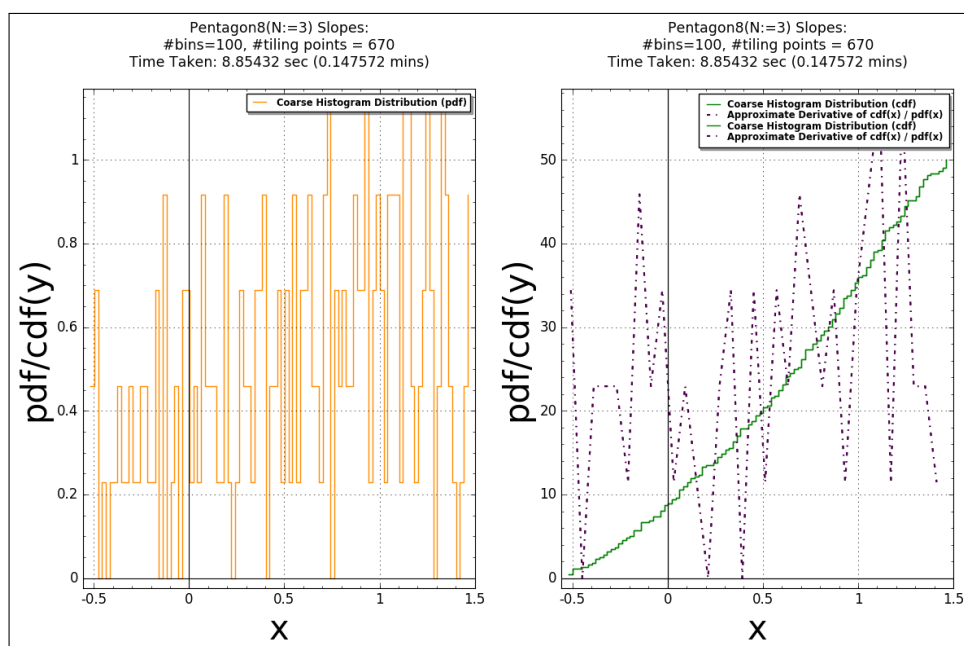 Pentagon8(N:=3) Slopes:
#bins=100, #tiling points = 670
Time Taken: 8.85432 sec (0.147572 mins)
Coarse Histogram Distribution (pdf)
pdf/cdf(y)
1
0.8
0.6
0.4
0.2
0
-0.5
0
0.5
1
1.5
x
Pentagon8(N:=3) Slopes:
#bins=100, #tiling points = 670
Time Taken: 8.85432 sec (0.147572 mins)
Coarse Histogram Distribution (cdf)
Approximate Derivative of cdf(x) / pdf(x)
Coarse Histogram Distribution (cdf)
Approximate Derivative of cdf(x) / pdf(x)
pdf/cdf(y)
50
40
30
20
10
0
-0.5
0
0.5
1
1.5
x